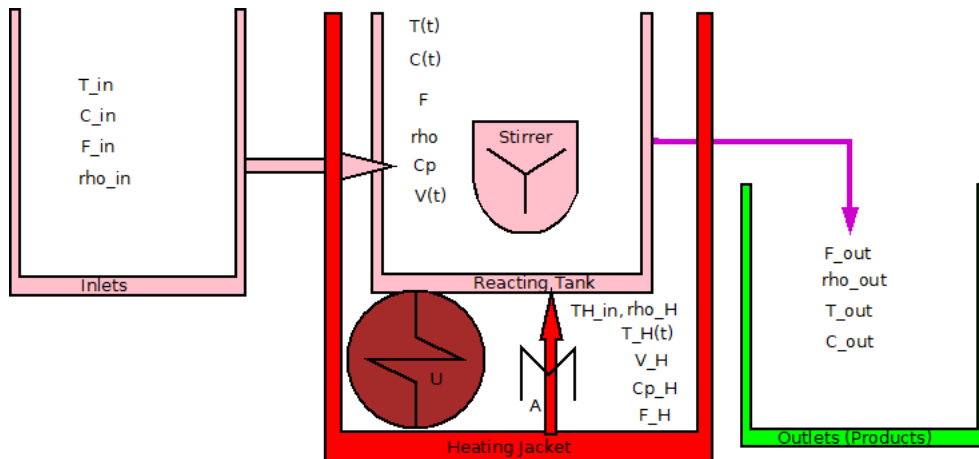 T_in
C_in
F_in
rho_in
Inlets
T(t)
C(t)
F
rho
Cp
V(t)
Stirrer
Reacting Tank
U
A
TH_in, rho_H
T_H(t)
V_H
Cp_H
F_H
Heating Jacket
F_out
rho_out
T_out
C_out
Outlets (Products)